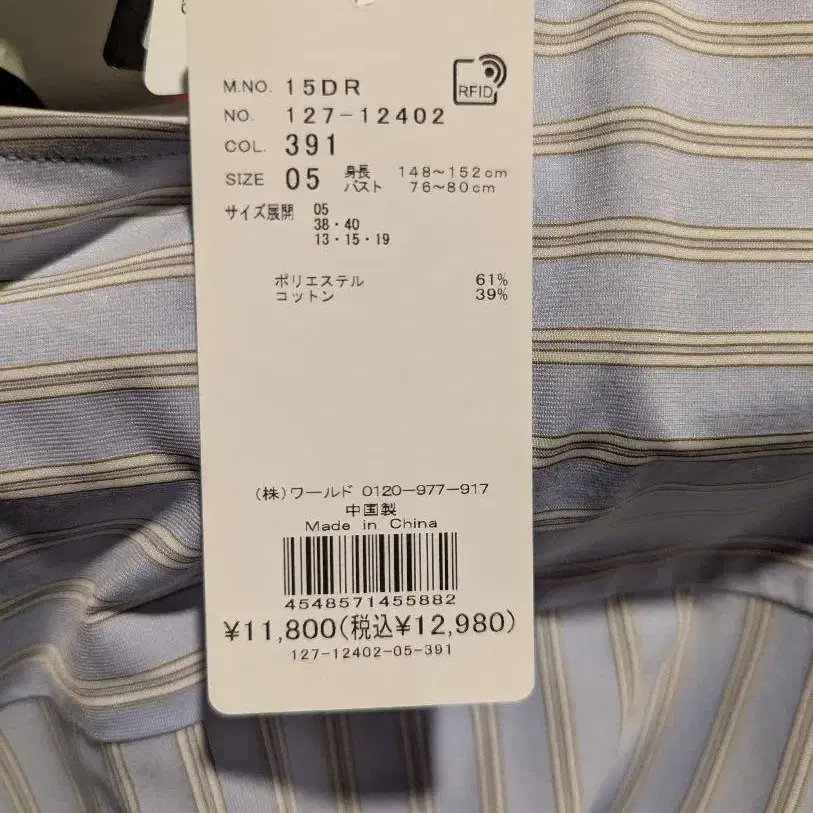 M.NO. 15DR
RFID
NO. 127-12402
COL. 391
SIZE 05 身長 148~152cm
バスト 76~80cm
サイズ展開 05
38・40
13・15・19
ポリエステル 61%
コットン 39%
(株)ワールド 0120-977-917
中国製
Made in China
4548571455882
¥11,800(税込¥12,980)
127-12402-05-391